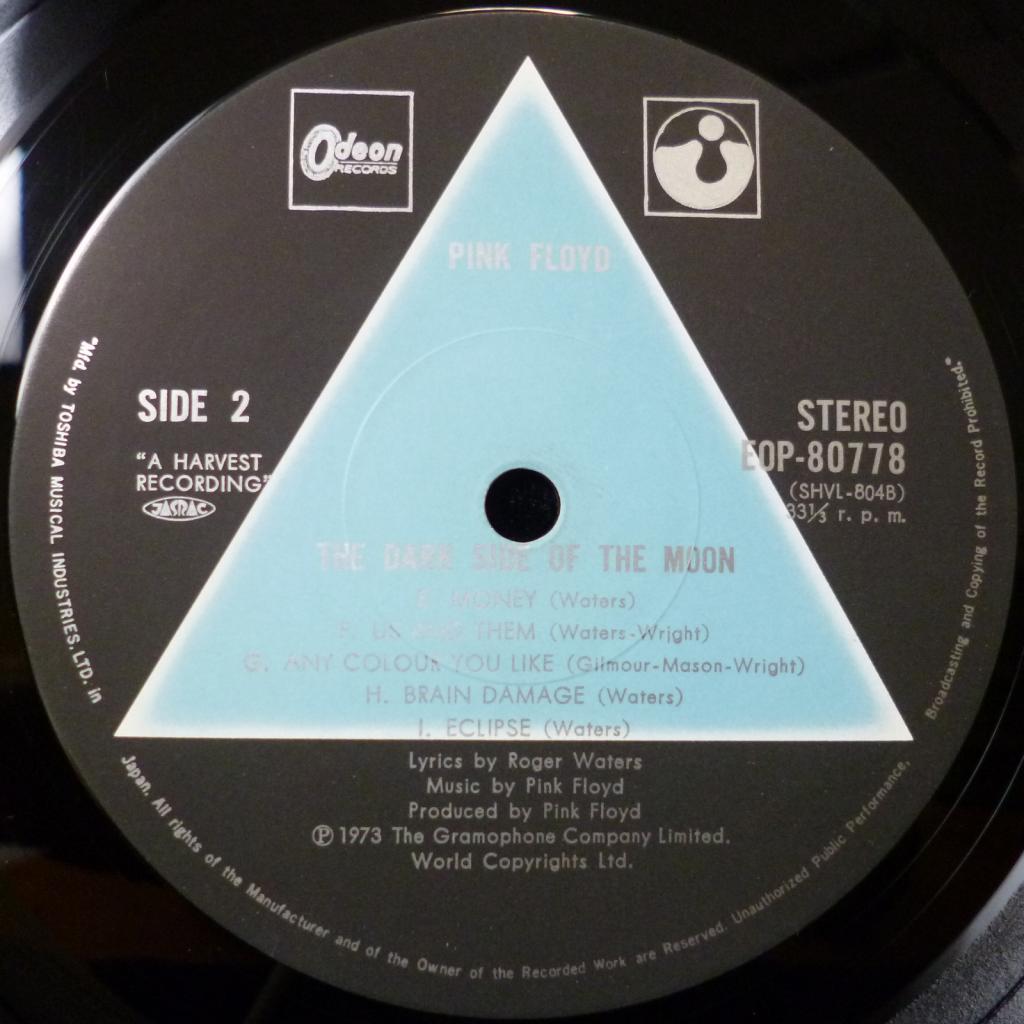 Odeon
RECORDS
PINK FLOYD
SIDE 2
"A HARVEST
RECORDING"
JASRAC
STEREO
EOP-80778
(SHVL-804B)
33⅓ r. p. m.
THE DARK SIDE OF THE MOON
E. MONEY (Waters)
F. US AND THEM (Waters-Wright)
G. ANY COLOUR YOU LIKE (Gilmour-Mason-Wright)
H. BRAIN DAMAGE (Waters)
I. ECLIPSE (Waters)
Lyrics by Roger Waters
Music by Pink Floyd
Produced by Pink Floyd
Ⓟ 1973 The Gramophone Company Limited.
World Copyrights Ltd.
"Mfd. by TOSHIBA MUSICAL INDUSTRIES, LTD. in Japan. All rights of the Manufacturer and of the Owner of the Recorded Work are Reserved. Unauthorized Public Performance, Broadcasting and Copying of the Record Prohibited."